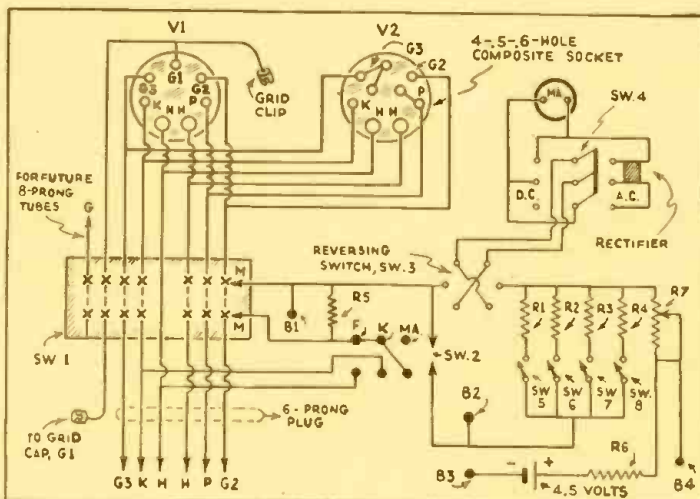 V1
V2
4-,5-,6-HOLE
COMPOSITE SOCKET
G3
G2
G1
G3
G2
K
P
H H
GRID
CLIP
K
P
H H
MA
SW.4
D.C.
A.C.
RECTIFIER
FOR FUTURE
8-PRONG
TUBES
G
REVERSING
SWITCH, SW.3
M
M
SW 1
B1
R5
F
K
MA
SW.2
R1
R2
R3
R4
R7
SW
5
SW
6
SW
7
SW.
8
B2
TO GRID
CAP, G1
6-PRONG
PLUG
G3 K H H P G2
B3
- +
4.5 VOLTS
R6
B4